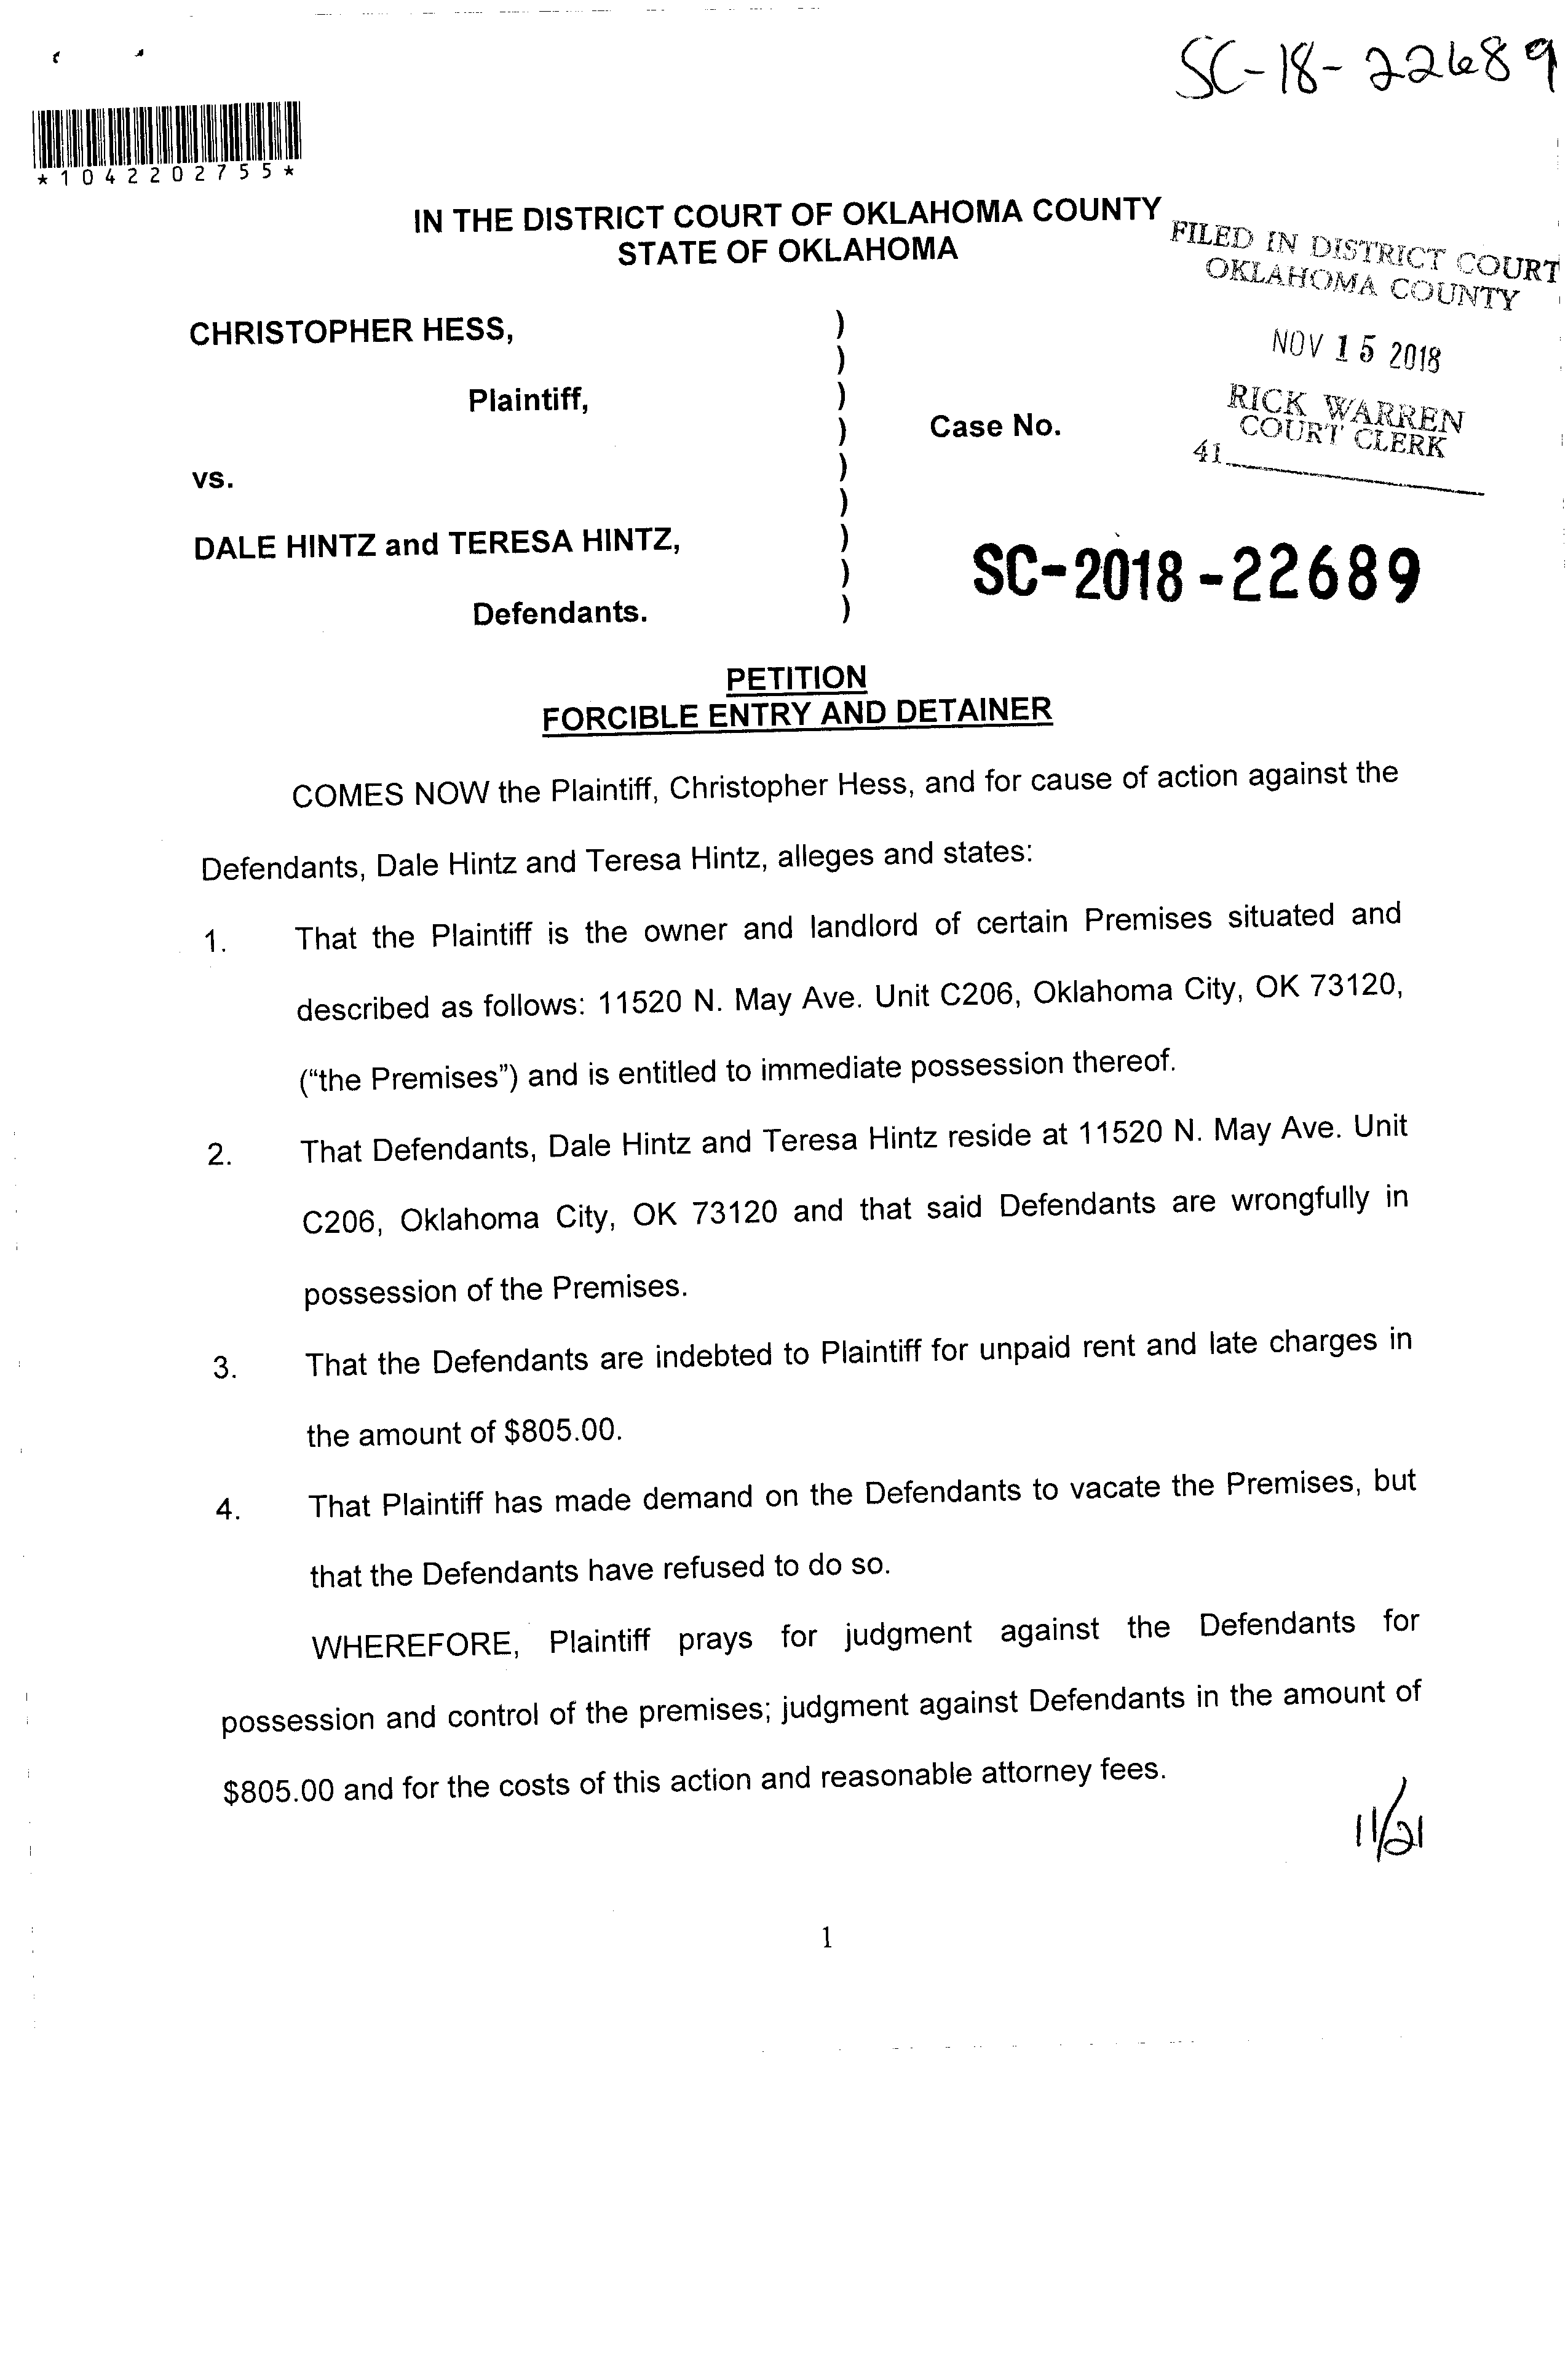 SC-18-22689
*1042202755*
IN THE DISTRICT COURT OF OKLAHOMA COUNTY
STATE OF OKLAHOMA
FILED IN DISTRICT COURT
OKLAHOMA COUNTY
NOV 15 2018
RICK WARREN
COURT CLERK
41
CHRISTOPHER HESS, )
)
Plaintiff, )
) Case No.
vs. )
)
DALE HINTZ and TERESA HINTZ, )
) SC-2018-22689
Defendants. )
PETITION
FORCIBLE ENTRY AND DETAINER
COMES NOW the Plaintiff, Christopher Hess, and for cause of action against the
Defendants, Dale Hintz and Teresa Hintz, alleges and states:
1. That the Plaintiff is the owner and landlord of certain Premises situated and
described as follows: 11520 N. May Ave. Unit C206, Oklahoma City, OK 73120,
(“the Premises”) and is entitled to immediate possession thereof.
2. That Defendants, Dale Hintz and Teresa Hintz reside at 11520 N. May Ave. Unit
C206, Oklahoma City, OK 73120 and that said Defendants are wrongfully in
possession of the Premises.
3. That the Defendants are indebted to Plaintiff for unpaid rent and late charges in
the amount of $805.00.
4. That Plaintiff has made demand on the Defendants to vacate the Premises, but
that the Defendants have refused to do so.
WHEREFORE, Plaintiff prays for judgment against the Defendants for
possession and control of the premises; judgment against Defendants in the amount of
$805.00 and for the costs of this action and reasonable attorney fees.
11/21
1